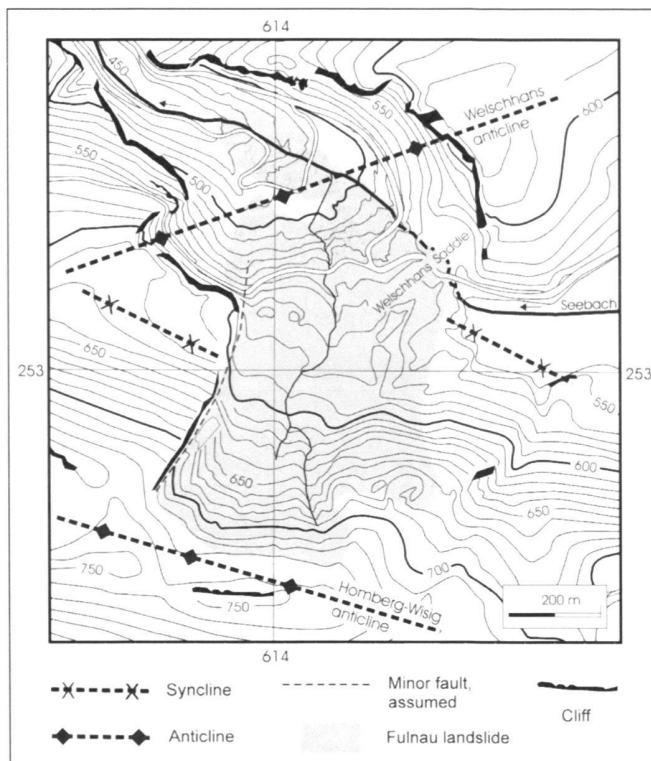 614
450
550
600
Welschhans
anticline
550
500
Welschhans Saddle
Seebach
650
253
253
550
600
650
650
700
750
750
Homberg-Wisig
anticline
200 m
614
Syncline
Minor fault,
assumed
Cliff
Anticline
Fulnau landslide